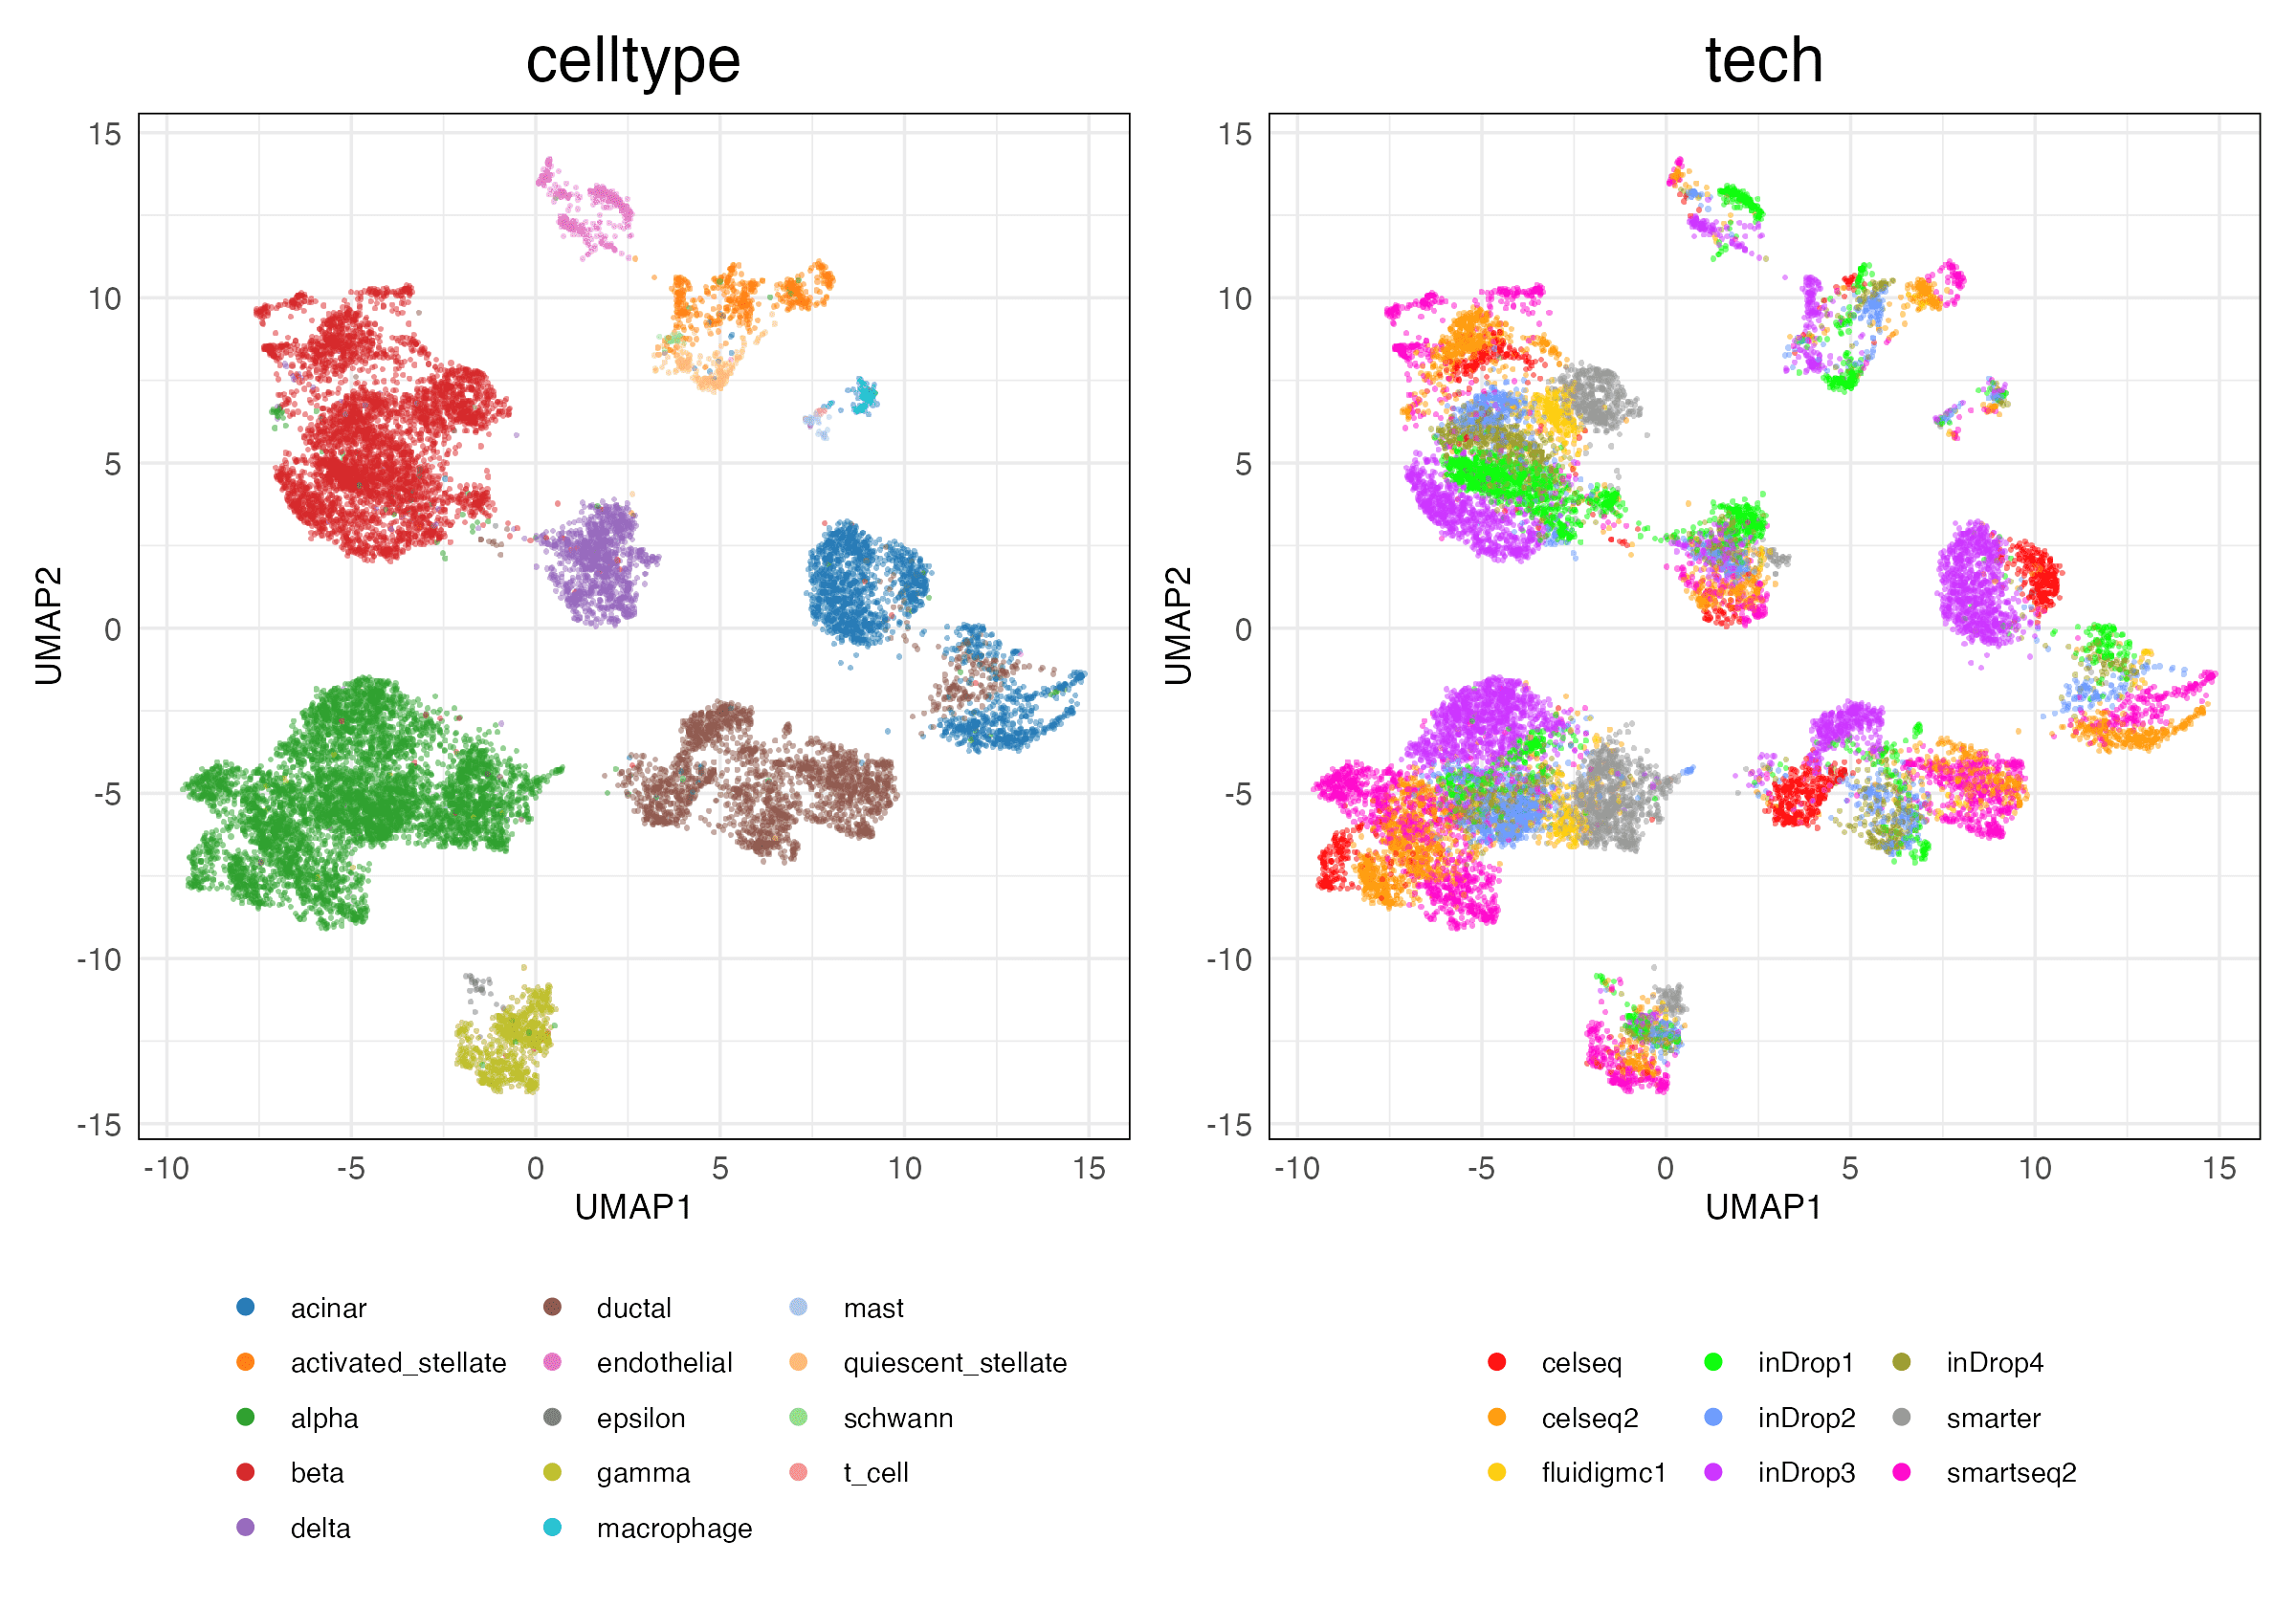 celltype
tech
15
10
5
0
-5
-10
-15
UMAP2
-10 -5 0 5 10 15
UMAP1
15
10
5
0
-5
-10
-15
UMAP2
-10 -5 0 5 10 15
UMAP1
acinar
activated_stellate
alpha
beta
delta
ductal
endothelial
epsilon
gamma
macrophage
mast
quiescent_stellate
schwann
t_cell
celseq
celseq2
fluidigmc1
inDrop1
inDrop2
inDrop3
inDrop4
smarter
smartseq2